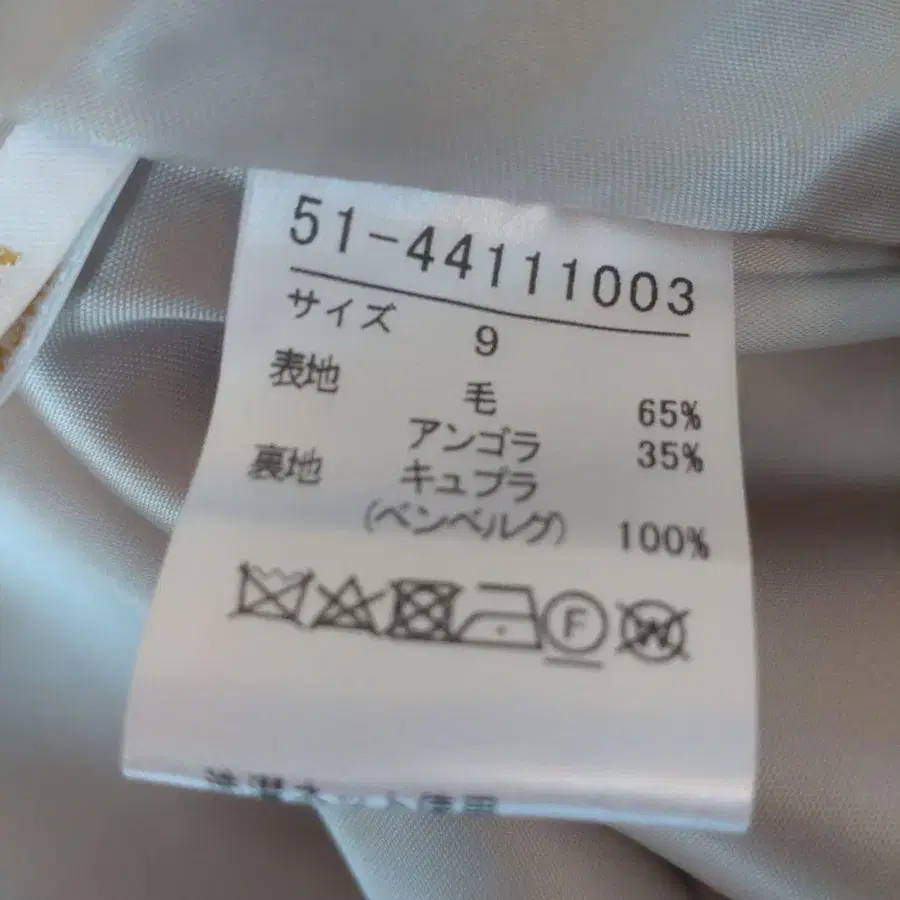 51-44111003
サイズ 9
表地 毛 65%
アンゴラ 35%
裏地 キュプラ
(ベンベルグ) 100%
F
W